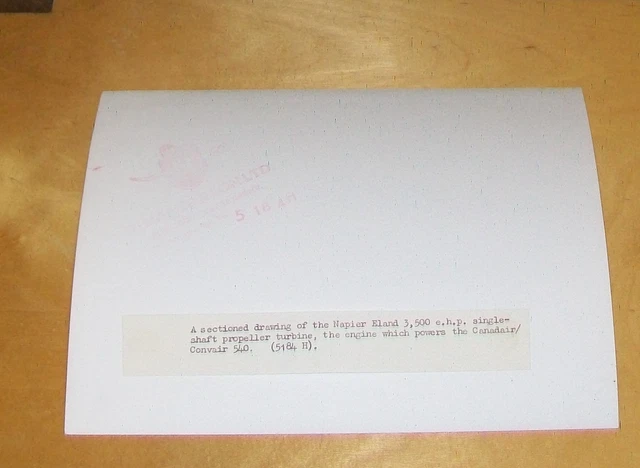 A sectioned drawing of the Napier Eland 3,500 e.h.p. single-
shaft propeller turbine, the engine which powers the Canadair/
Convair 540. (5184 H).